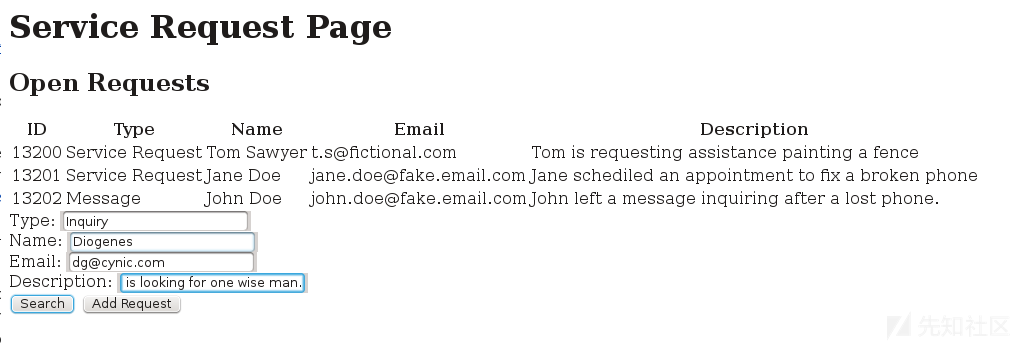 Service Request Page
Open Requests
ID Type Name Email Description
13200 Service Request Tom Sawyer t.s@fictional.com Tom is requesting assistance painting a fence
13201 Service Request Jane Doe jane.doe@fake.email.com Jane schediled an appointment to fix a broken phone
13202 Message John Doe john.doe@fake.email.com John left a message inquiring after a lost phone.
Type: Inquiry
Name: Diogenes
Email: dg@cynic.com
Description: is looking for one wise man.
Search Add Request
先知社区